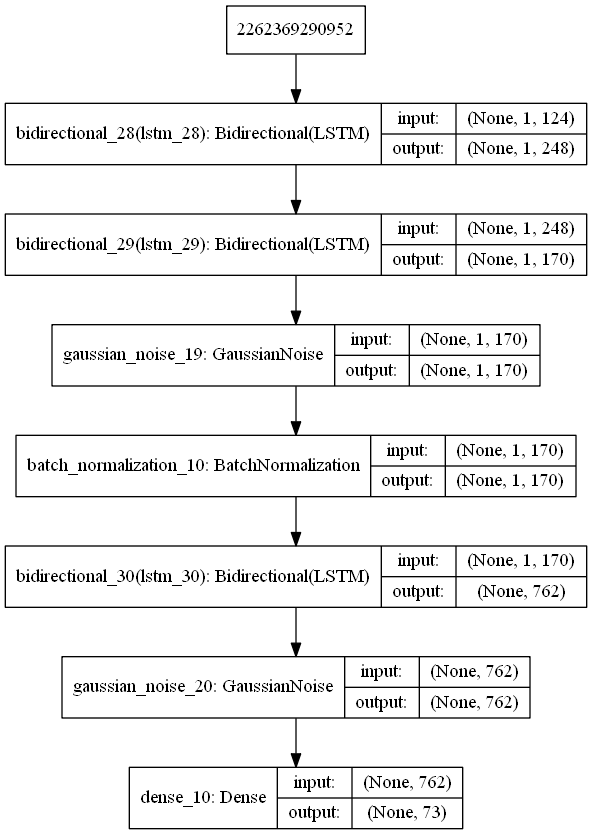 2262369290952
bidirectional_28(lstm_28): Bidirectional(LSTM)
input: (None, 1, 124)
output: (None, 1, 248)
bidirectional_29(lstm_29): Bidirectional(LSTM)
input: (None, 1, 248)
output: (None, 1, 170)
gaussian_noise_19: GaussianNoise
input: (None, 1, 170)
output: (None, 1, 170)
batch_normalization_10: BatchNormalization
input: (None, 1, 170)
output: (None, 1, 170)
bidirectional_30(lstm_30): Bidirectional(LSTM)
input: (None, 1, 170)
output: (None, 762)
gaussian_noise_20: GaussianNoise
input: (None, 762)
output: (None, 762)
dense_10: Dense
input: (None, 762)
output: (None, 73)